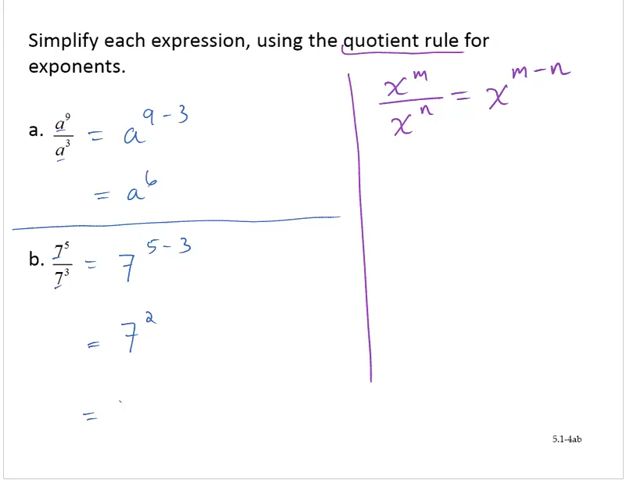 Simplify each expression, using the quotient rule for
exponents.
x^m / x^n = x^(m-n)
a. a^9 / a^3 = a^(9-3)
= a^6
b. 7^5 / 7^3 = 7^(5-3)
= 7^2
=
5.1-4ab